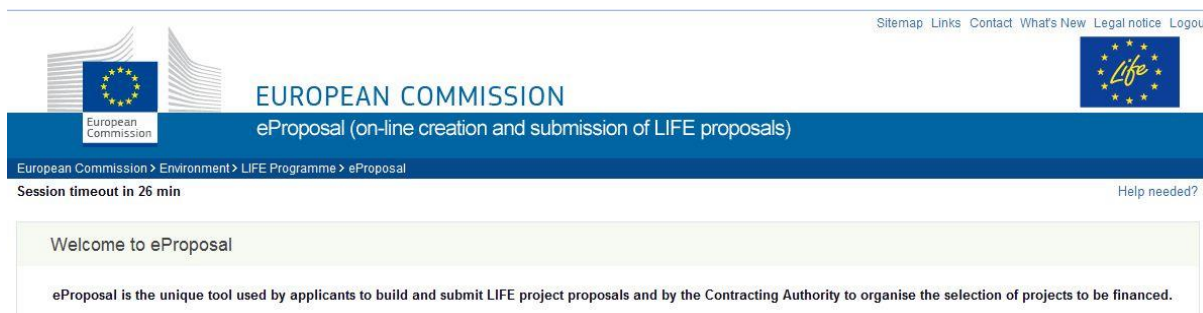 Sitemap Links Contact What's New Legal notice Logou
Life
EUROPEAN COMMISSION
European
Commission
eProposal (on-line creation and submission of LIFE proposals)
European Commission > Environment > LIFE Programme > eProposal
Session timeout in 26 min
Help needed?
Welcome to eProposal
eProposal is the unique tool used by applicants to build and submit LIFE project proposals and by the Contracting Authority to organise the selection of projects to be financed.